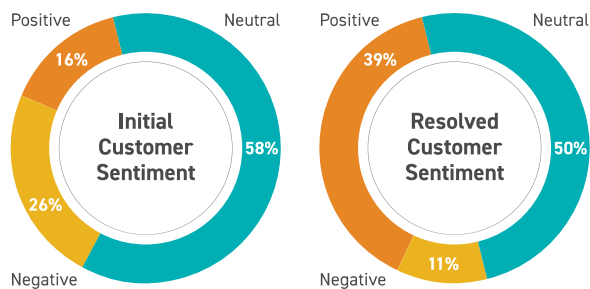 Positive
Neutral
16%
58%
26%
Initial
Customer
Sentiment
Negative
Positive
Neutral
39%
50%
11%
Resolved
Customer
Sentiment
Negative